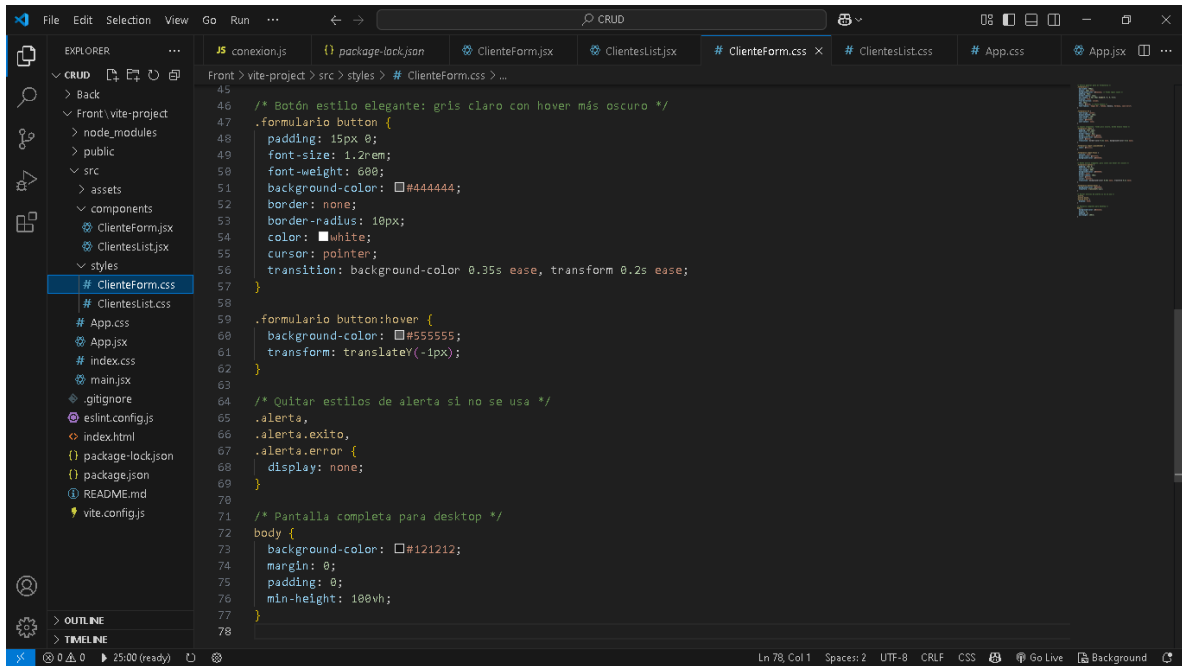 File Edit Selection View Go Run ··· CRUD
EXPLORER ···
CRUD
Back
Front\vite-project
node_modules
public
src
assets
components
ClienteForm.jsx
ClientesList.jsx
styles
# ClienteForm.css
# ClientesList.css
# App.css
App.jsx
# index.css
main.jsx
.gitignore
eslint.config.js
<> index.html
{} package-lock.json
{} package.json
README.md
vite.config.js
OUTLINE
TIMELINE
JS conexion.js {} package-lock.json ClienteForm.jsx ClientesList.jsx # ClienteForm.css × # ClientesList.css # App.css App.jsx ···
Front > vite-project > src > styles > # ClienteForm.css > ...
45
46 /* Botón estilo elegante: gris claro con hover más oscuro */
47 .formulario button {
48 padding: 15px 0;
49 font-size: 1.2rem;
50 font-weight: 600;
51 background-color: #444444;
52 border: none;
53 border-radius: 10px;
54 color: white;
55 cursor: pointer;
56 transition: background-color 0.35s ease, transform 0.2s ease;
57 }
58
59 .formulario button:hover {
60 background-color: #555555;
61 transform: translateY(-1px);
62 }
63
64 /* Quitar estilos de alerta si no se usa */
65 .alerta,
66 .alerta.exito,
67 .alerta.error {
68 display: none;
69 }
70
71 /* Pantalla completa para desktop */
72 body {
73 background-color: #121212;
74 margin: 0;
75 padding: 0;
76 min-height: 100vh;
77 }
78
0 0 25:00 (ready) Ln 78, Col 1 Spaces: 2 UTF-8 CRLF CSS Go Live Background